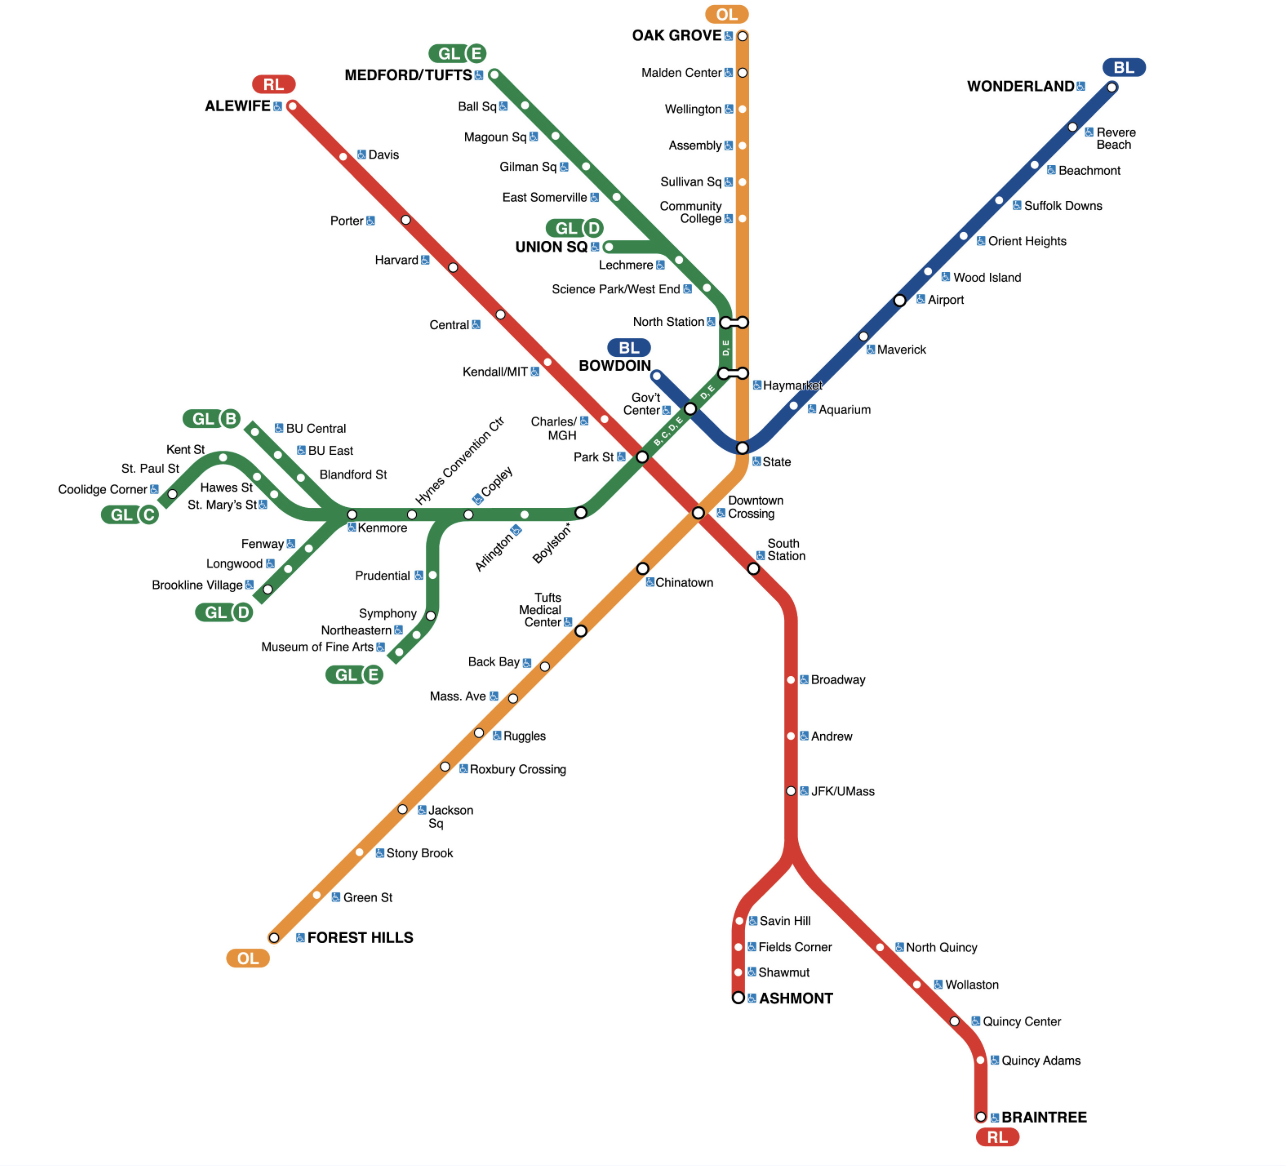 OL
OAK GROVE
GL E
MEDFORD/TUFTS
BL
WONDERLAND
RL
ALEWIFE
Malden Center
Ball Sq
Wellington
Magoun Sq
Revere
Beach
Assembly
Davis
Gilman Sq
Beachmont
Sullivan Sq
East Somerville
Community
College
Suffolk Downs
Porter
GL D
UNION SQ
Orient Heights
Harvard
Lechmere
Wood Island
Science Park/West End
Airport
North Station
Central
D, E
BL
BOWDOIN
Maverick
Kendall/MIT
Haymarket
D, E
Gov't
Center
Aquarium
B, C, D, E
Charles/
MGH
GL B
BU Central
BU East
Blandford St
Kent St
St. Paul St
Coolidge Corner
Hawes St
St. Mary's St
GL C
Hynes Convention Ctr
Copley
Park St
State
Downtown
Crossing
Kenmore
Arlington
Boylston*
South
Station
Fenway
Longwood
Brookline Village
GL D
Prudential
Chinatown
Symphony
Northeastern
Museum of Fine Arts
GL E
Tufts
Medical
Center
Back Bay
Broadway
Mass. Ave
Ruggles
Andrew
Roxbury Crossing
JFK/UMass
Jackson
Sq
Stony Brook
Green St
FOREST HILLS
OL
Savin Hill
Fields Corner
Shawmut
ASHMONT
North Quincy
Wollaston
Quincy Center
Quincy Adams
BRAINTREE
RL